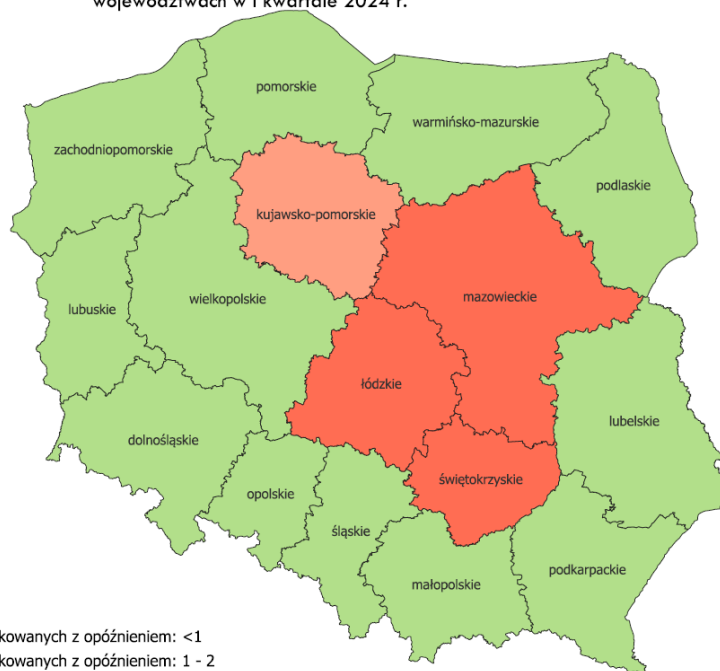 województwach w I kwartale 2024 r.
pomorskie
warmińsko-mazurskie
zachodniopomorskie
podlaskie
kujawsko-pomorskie
mazowieckie
wielkopolskie
lubuskie
łódzkie
lubelskie
dolnośląskie
świętokrzyskie
opolskie
śląskie
podkarpackie
małopolskie
kowanych z opóźnieniem: <1
kowanych z opóźnieniem: 1 - 2